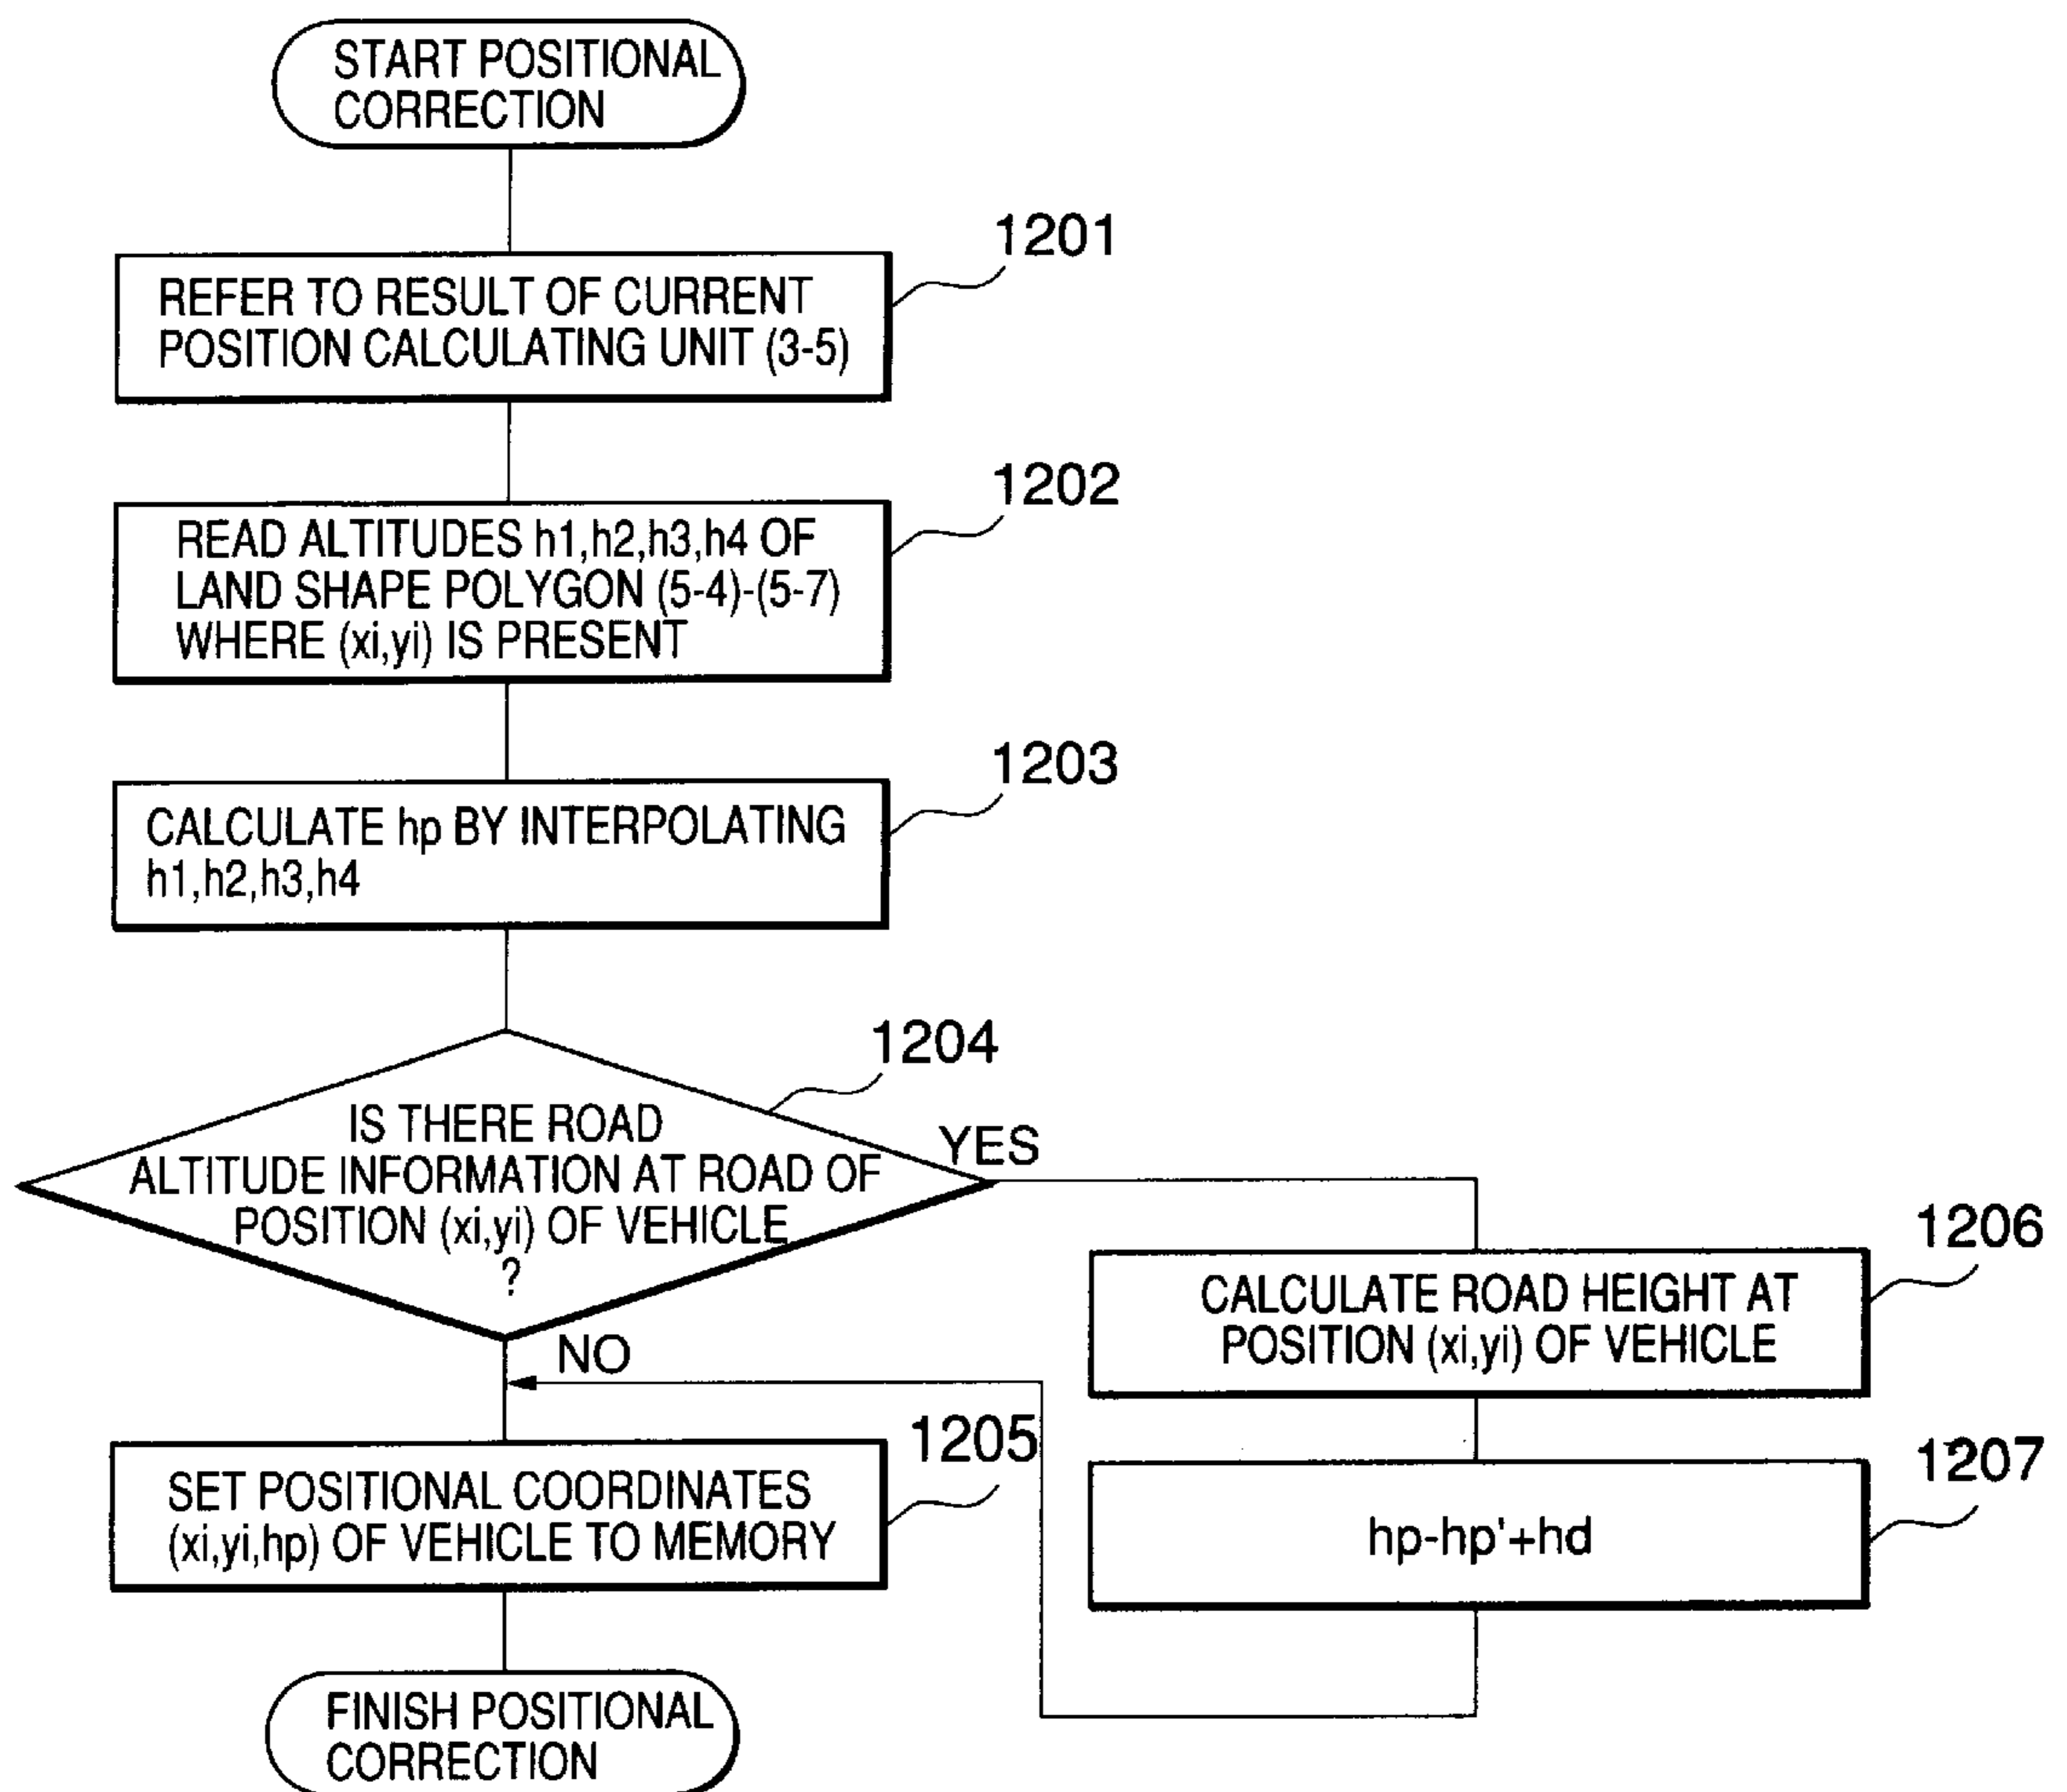 START POSITIONAL
CORRECTION
1201
REFER TO RESULT OF CURRENT
POSITION CALCULATING UNIT (3-5)
1202
READ ALTITUDES h1,h2,h3,h4 OF
LAND SHAPE POLYGON (5-4)-(5-7)
WHERE (xi,yi) IS PRESENT
1203
CALCULATE hp BY INTERPOLATING
h1,h2,h3,h4
1204
IS THERE ROAD
ALTITUDE INFORMATION AT ROAD OF
POSITION (xi,yi) OF VEHICLE
?
YES
NO
1206
CALCULATE ROAD HEIGHT AT
POSITION (xi,yi) OF VEHICLE
1207
hp-hp'+hd
1205
SET POSITIONAL COORDINATES
(xi,yi,hp) OF VEHICLE TO MEMORY
FINISH POSITIONAL
CORRECTION